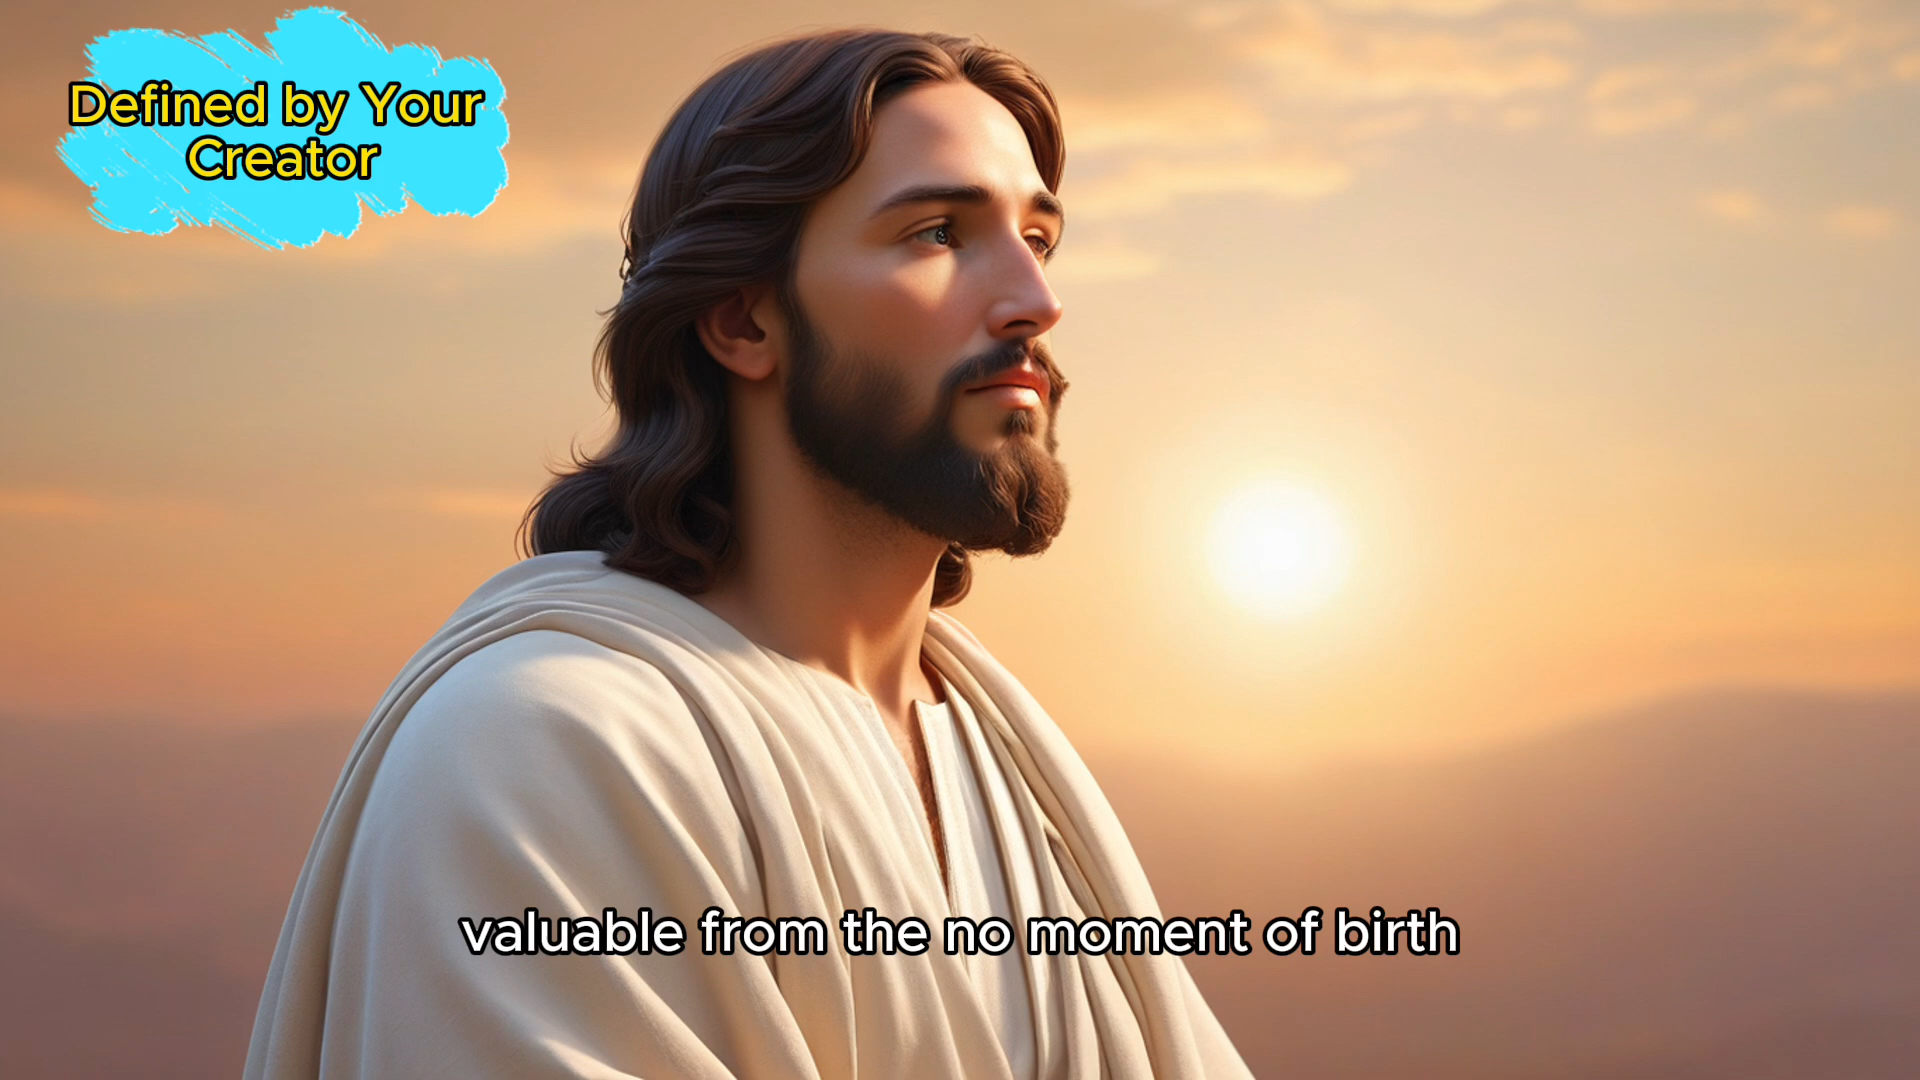 Defined by Your
Creator
valuable from the no moment of birth